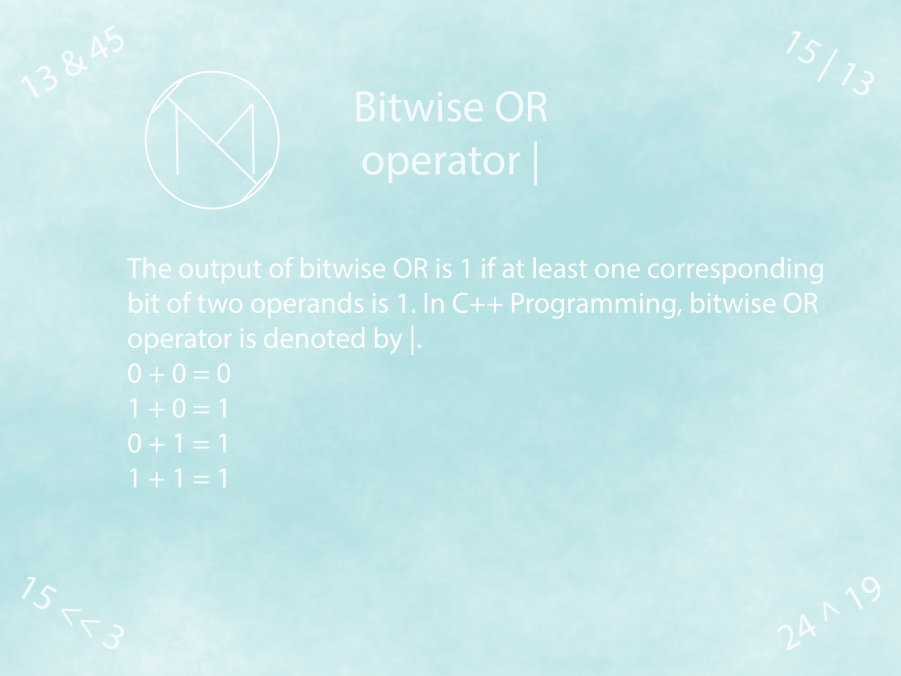 13 & 45
15 | 13
Bitwise OR
operator |
The output of bitwise OR is 1 if at least one corresponding
bit of two operands is 1. In C++ Programming, bitwise OR
operator is denoted by |.
0 + 0 = 0
1 + 0 = 1
0 + 1 = 1
1 + 1 = 1
15 << 3
24 ^ 19